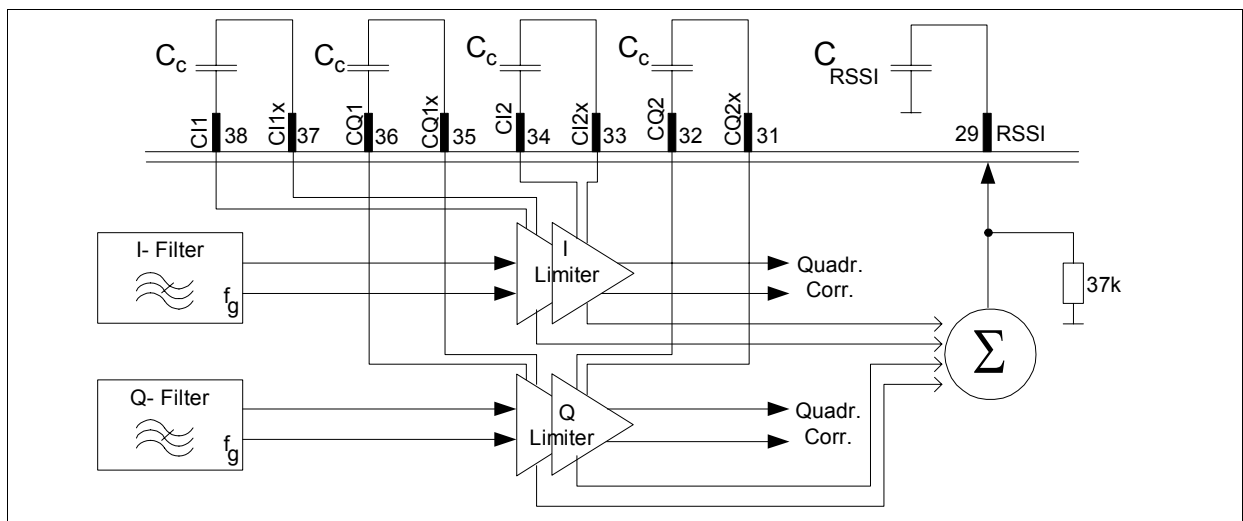 Cc
Cc
Cc
Cc
CRSSI
CI1
38
CI1x
37
CQ1
36
CQ1x
35
CI2
34
CI2x
33
CQ2
32
CQ2x
31
29
RSSI
I- Filter
fg
I
Limiter
Quadr.
Corr.
37k
Σ
Q- Filter
fg
Q
Limiter
Quadr.
Corr.